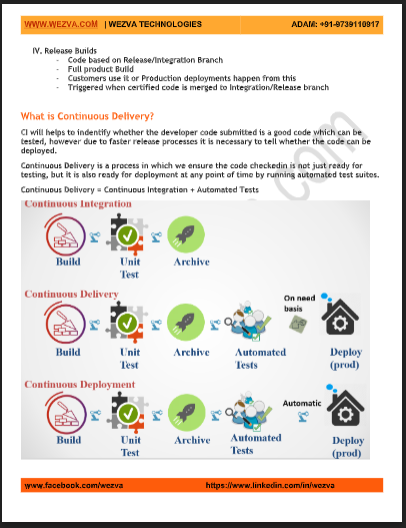 WWW.WEZVA.COM | WEZVA TECHNOLOGIES ADAM: +91-9739110917
IV. Release Builds
- Code based on Release/Integration Branch
- Full product Build
- Customers use it or Production deployments happen from this
- Triggered when certified code is merged to Integration/Release branch
What is Continuous Delivery?
CI will helps to indentify whether the developer code submitted is a good code which can be
tested, however due to faster release processes it is necessary to tell whether the code can be
deployed.
Continuous Delivery is a process in which we ensure the code checkedin is not just ready for
testing, but it is also ready for deployment at any point of time by running automated test suites.
Continuous Delivery = Continuous Integration + Automated Tests
Continuous Integration
Build Unit Archive
Test
Continuous Delivery
On need
basis
Build Unit Archive Automated Deploy
Test Tests (prod)
Continuous Deployment
Automatic
Build Unit Archive Automated Deploy
Test Tests (prod)
www.facebook.com/wezva https://www.linkedin.com/in/wezva